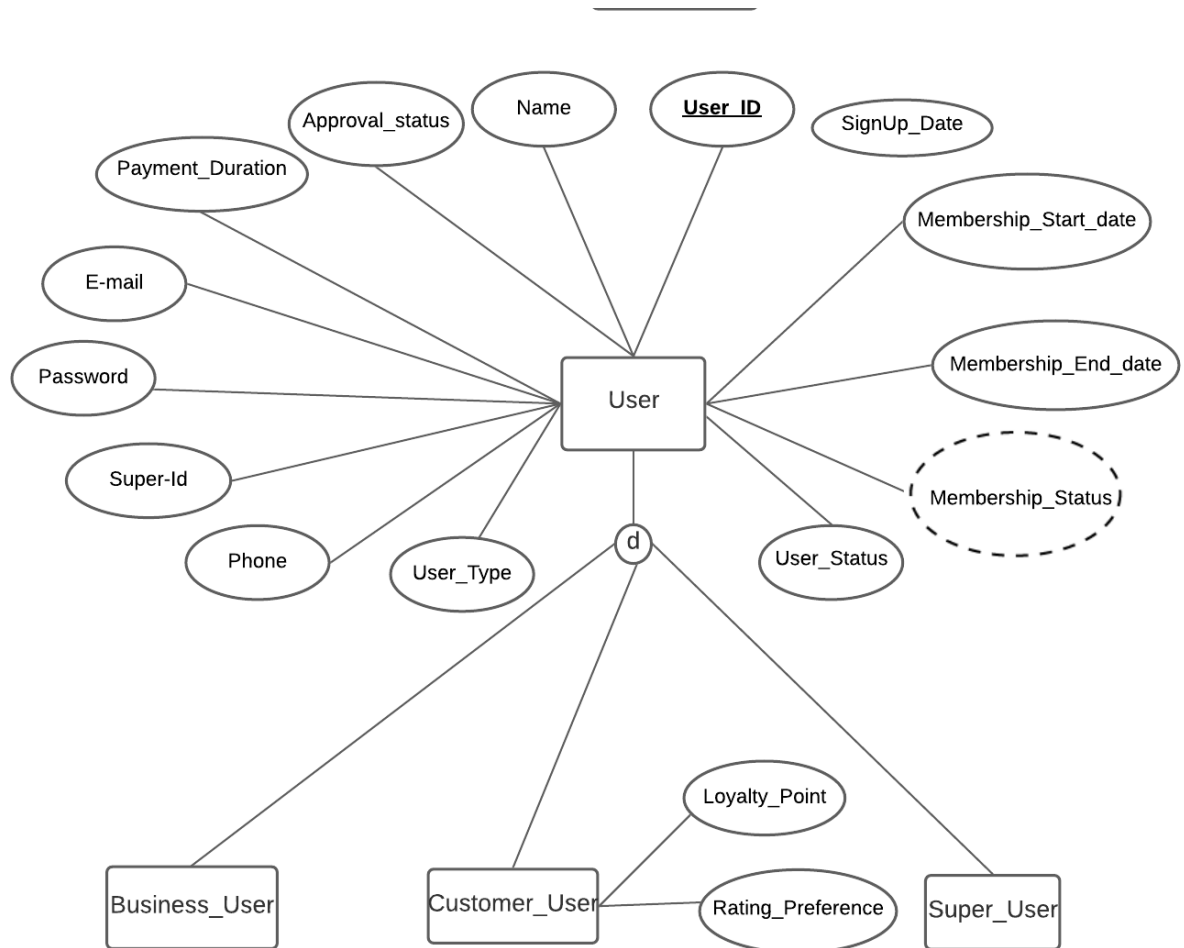 Name
User_ID
Approval_status
SignUp_Date
Payment_Duration
Membership_Start_date
E-mail
Membership_End_date
Password
User
Super-Id
Membership_Status
d
Phone
User_Type
User_Status
Loyalty_Point
Business_User
Customer_User
Rating_Preference
Super_User